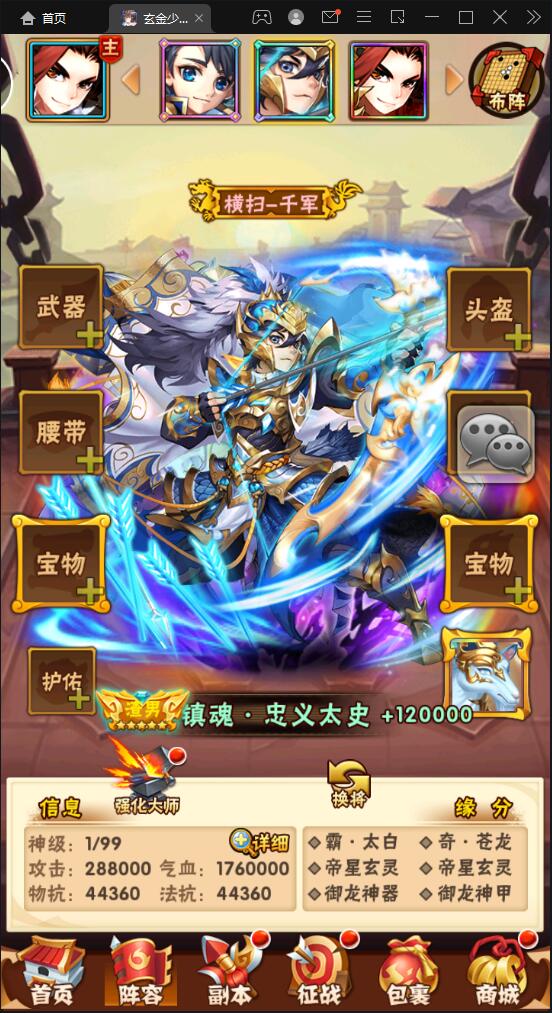 首页
玄金少...
主
布阵
横扫-千军
武器
头盔
腰带
宝物
宝物
护佑
渣男
镇魂·忠义太史 +120000
强化大师
换将
信息
缘 分
神级: 1/99
详细
攻击: 288000 气血: 1760000
物抗: 44360 法抗: 44360
霸·太白 奇·苍龙
帝星玄灵 帝星玄灵
御龙神器 御龙神甲
首页
阵容
副本
征战
包裹
商城